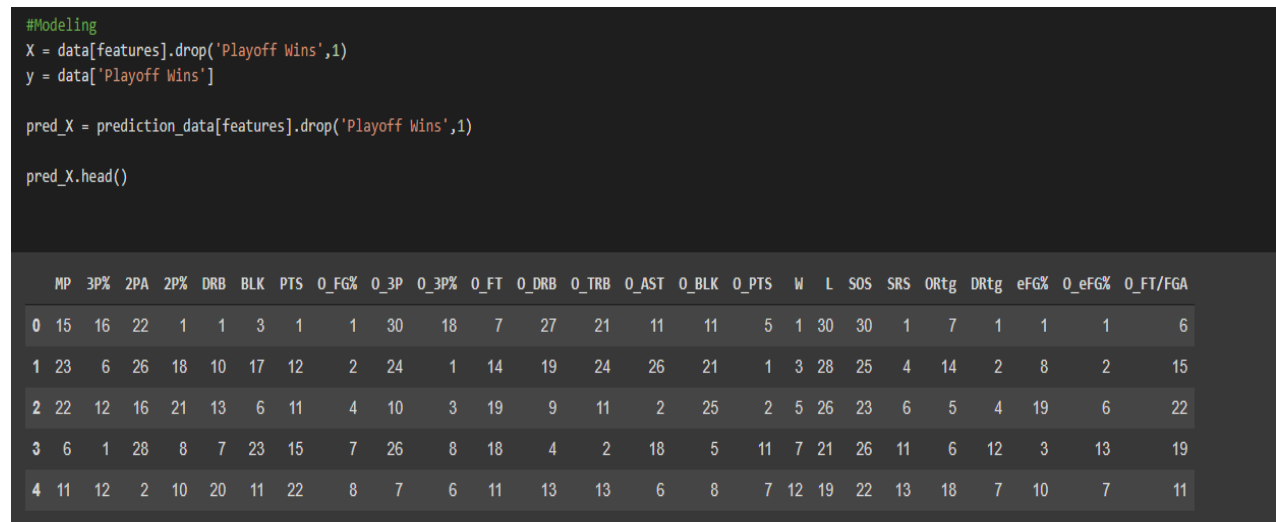 #Modeling
X = data[features].drop('Playoff Wins',1)
y = data['Playoff Wins']
pred_X = prediction_data[features].drop('Playoff Wins',1)
pred_X.head()
MP 3P% 2PA 2P% DRB BLK PTS O_FG% O_3P O_3P% O_FT O_DRB O_TRB O_AST O_BLK O_PTS W L SOS SRS ORtg DRtg eFG% O_eFG% O_FT/FGA
0 15 16 22 1 1 3 1 1 30 18 7 27 21 11 11 5 1 30 30 1 7 1 1 1 6
1 23 6 26 18 10 17 12 2 24 1 14 19 24 26 21 1 3 28 25 4 14 2 8 2 15
2 22 12 16 21 13 6 11 4 10 3 19 9 11 2 25 2 5 26 23 6 5 4 19 6 22
3 6 1 28 8 7 23 15 7 26 8 18 4 2 18 5 11 7 21 26 11 6 12 3 13 19
4 11 12 2 10 20 11 22 8 7 6 11 13 13 6 8 7 12 19 22 13 18 7 10 7 11